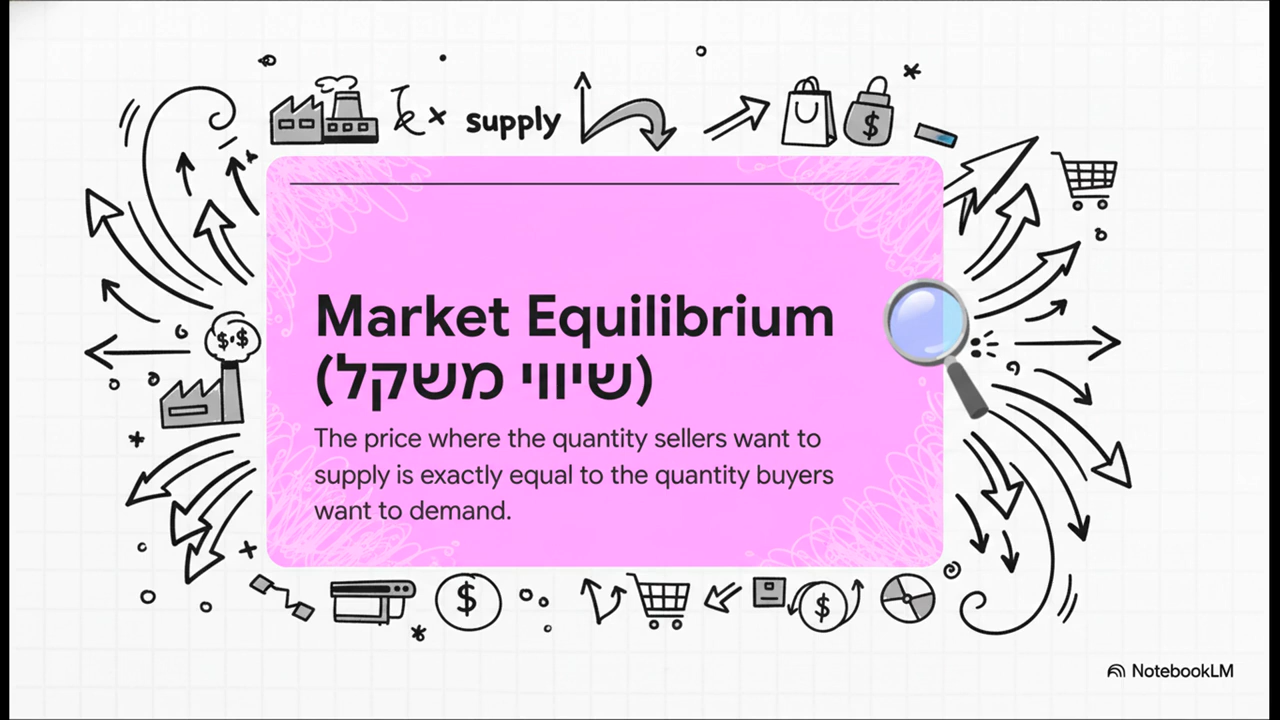 supply
Market Equilibrium
(שיווי משקל)
The price where the quantity sellers want to
supply is exactly equal to the quantity buyers
want to demand.
NotebookLM